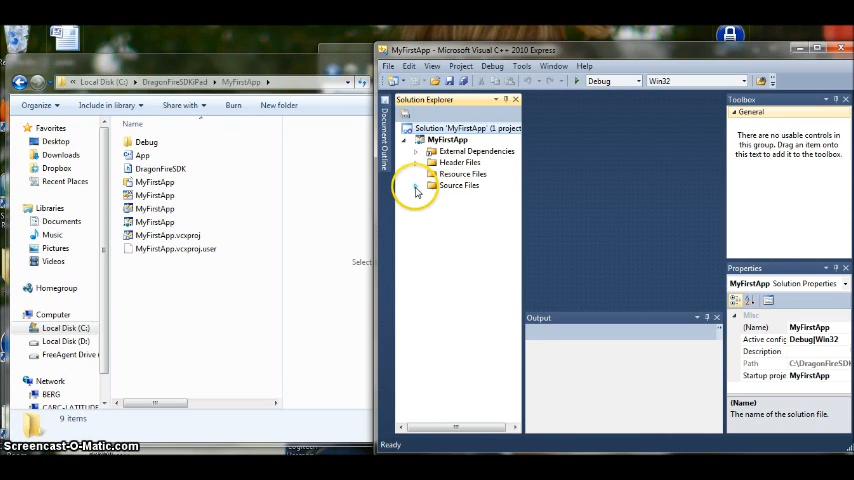 Local Disk (C:) ▸ DragonFireSDKiPad ▸ MyFirstApp ▸
Organize ▾ Include in library ▾ Share with ▾ Burn New folder
Favorites
Desktop
Downloads
Dropbox
Recent Places
Libraries
Documents
Music
Pictures
Videos
Homegroup
Computer
Local Disk (C:)
Local Disk (D:)
FreeAgent Drive
Network
BERG
CARC-LATITUDE
Name
Debug
App
DragonFireSDK
MyFirstApp
MyFirstApp
MyFirstApp
MyFirstApp
MyFirstApp.vcxproj
MyFirstApp.vcxproj.user
9 items
MyFirstApp - Microsoft Visual C++ 2010 Express
File Edit View Project Debug Tools Window Help
Debug Win32
Document Outline
Solution Explorer
Solution 'MyFirstApp' (1 project
MyFirstApp
External Dependencies
Header Files
Resource Files
Source Files
Output
Toolbox
General
There are no usable controls in
this group. Drag an item onto
this text to add it to the toolbox.
Properties
MyFirstApp Solution Properties
Misc
(Name) MyFirstApp
Active config Debug|Win32
Description
Path C:\DragonFireSDK
Startup proje MyFirstApp
(Name)
The name of the solution file.
Ready
Screencast-O-Matic.com